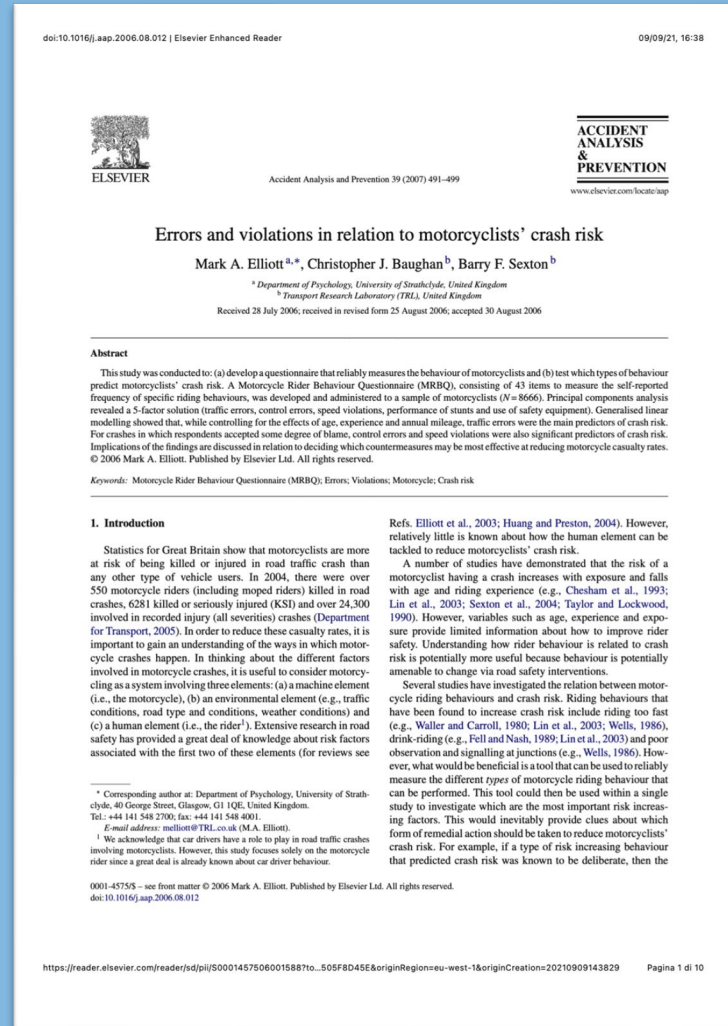 doi:10.1016/j.aap.2006.08.012 | Elsevier Enhanced Reader
09/09/21, 16:38
ELSEVIER
Accident Analysis and Prevention 39 (2007) 491–499
ACCIDENT
ANALYSIS
&
PREVENTION
www.elsevier.com/locate/aap
Errors and violations in relation to motorcyclists' crash risk
Mark A. Elliott a,*, Christopher J. Baughan b, Barry F. Sexton b
a Department of Psychology, University of Strathclyde, United Kingdom
b Transport Research Laboratory (TRL), United Kingdom
Received 28 July 2006; received in revised form 25 August 2006; accepted 30 August 2006
Abstract
This study was conducted to: (a) develop a questionnaire that reliably measures the behaviour of motorcyclists and (b) test which types of behaviour
predict motorcyclists' crash risk. A Motorcycle Rider Behaviour Questionnaire (MRBQ), consisting of 43 items to measure the self-reported
frequency of specific riding behaviours, was developed and administered to a sample of motorcyclists (N = 8666). Principal components analysis
revealed a 5-factor solution (traffic errors, control errors, speed violations, performance of stunts and use of safety equipment). Generalised linear
modelling showed that, while controlling for the effects of age, experience and annual mileage, traffic errors were the main predictors of crash risk.
For crashes in which respondents accepted some degree of blame, control errors and speed violations were also significant predictors of crash risk.
Implications of the findings are discussed in relation to deciding which countermeasures may be most effective at reducing motorcycle casualty rates.
© 2006 Mark A. Elliott. Published by Elsevier Ltd. All rights reserved.
Keywords: Motorcycle Rider Behaviour Questionnaire (MRBQ); Errors; Violations; Motorcycle; Crash risk
1. Introduction
Statistics for Great Britain show that motorcyclists are more
at risk of being killed or injured in road traffic crash than
any other type of vehicle users. In 2004, there were over
550 motorcycle riders (including moped riders) killed in road
crashes, 6281 killed or seriously injured (KSI) and over 24,300
involved in recorded injury (all severities) crashes (Department
for Transport, 2005). In order to reduce these casualty rates, it is
important to gain an understanding of the ways in which motor-
cycle crashes happen. In thinking about the different factors
involved in motorcycle crashes, it is useful to consider motorcy-
cling as a system involving three elements: (a) a machine element
(i.e., the motorcycle), (b) an environmental element (e.g., traffic
conditions, road type and conditions, weather conditions) and
(c) a human element (i.e., the rider1). Extensive research in road
safety has provided a great deal of knowledge about risk factors
associated with the first two of these elements (for reviews see
* Corresponding author at: Department of Psychology, University of Strath-
clyde, 40 George Street, Glasgow, G1 1QE, United Kingdom.
Tel.: +44 141 548 2700; fax: +44 141 548 4001.
E-mail address: melliott@TRL.co.uk (M.A. Elliott).
1 We acknowledge that car drivers have a role to play in road traffic crashes
involving motorcyclists. However, this study focuses solely on the motorcycle
rider since a great deal is already known about car driver behaviour.
Refs. Elliott et al., 2003; Huang and Preston, 2004). However,
relatively little is known about how the human element can be
tackled to reduce motorcyclists' crash risk.
A number of studies have demonstrated that the risk of a
motorcyclist having a crash increases with exposure and falls
with age and riding experience (e.g., Chesham et al., 1993;
Lin et al., 2003; Sexton et al., 2004; Taylor and Lockwood,
1990). However, variables such as age, experience and expo-
sure provide limited information about how to improve rider
safety. Understanding how rider behaviour is related to crash
risk is potentially more useful because behaviour is potentially
amenable to change via road safety interventions.
Several studies have investigated the relation between motor-
cycle riding behaviours and crash risk. Riding behaviours that
have been found to increase crash risk include riding too fast
(e.g., Waller and Carroll, 1980; Lin et al., 2003; Wells, 1986),
drink-riding (e.g., Fell and Nash, 1989; Lin et al., 2003) and poor
observation and signalling at junctions (e.g., Wells, 1986). How-
ever, what would be beneficial is a tool that can be used to reliably
measure the different types of motorcycle riding behaviour that
can be performed. This tool could then be used within a single
study to investigate which are the most important risk increas-
ing factors. This would inevitably provide clues about which
form of remedial action should be taken to reduce motorcyclists'
crash risk. For example, if a type of risk increasing behaviour
that predicted crash risk was known to be deliberate, then the
0001-4575/$ – see front matter © 2006 Mark A. Elliott. Published by Elsevier Ltd. All rights reserved.
doi:10.1016/j.aap.2006.08.012
https://reader.elsevier.com/reader/sd/pii/S0001457506001588?to...505F8D45E&originRegion=eu-west-1&originCreation=20210909143829
Pagina 1 di 10